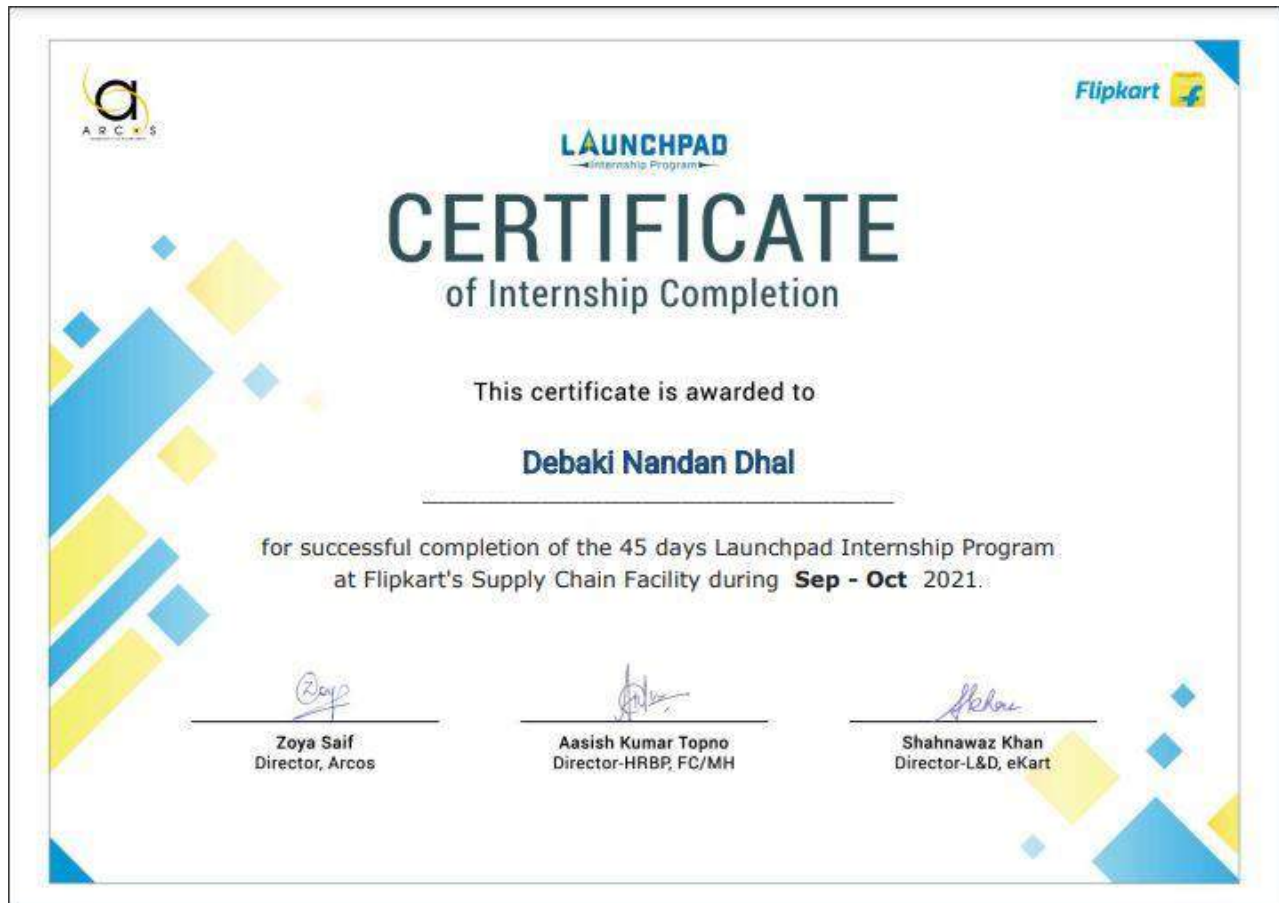 a
ARCOS
Flipkart
LAUNCHPAD
Internship Program
CERTIFICATE
of Internship Completion
This certificate is awarded to
Debaki Nandan Dhal
for successful completion of the 45 days Launchpad Internship Program
at Flipkart's Supply Chain Facility during Sep - Oct 2021.
Zoya Saif
Director, Arcos
Aasish Kumar Topno
Director-HRBP, FC/MH
Shahnawaz Khan
Director-L&D, eKart